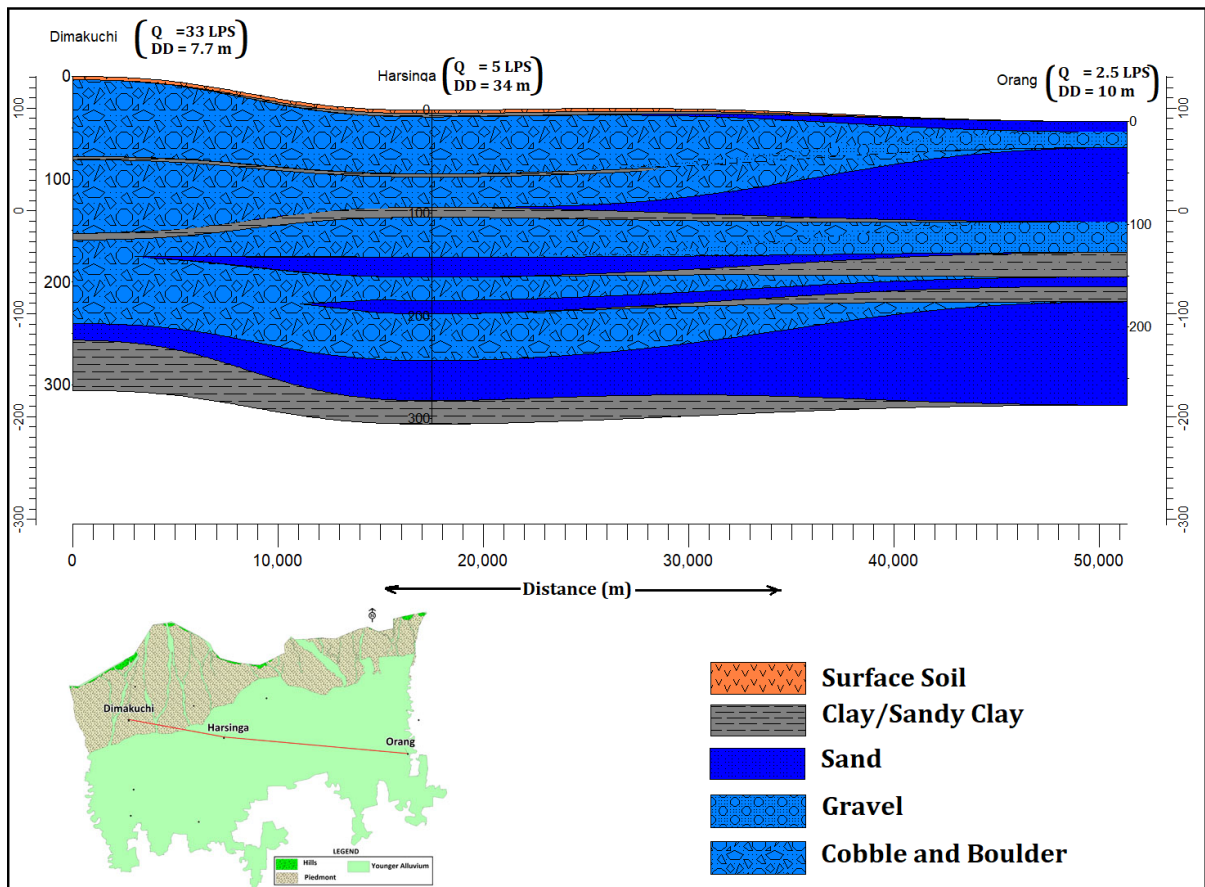 Dimakuchi
Q =33 LPS
DD = 7.7 m
Harsinga
Q = 5 LPS
DD = 34 m
Orang
Q = 2.5 LPS
DD = 10 m
0
100
200
300
100
0
-100
-200
-300
0
100
200
300
0
100
200
100
0
-100
-200
-300
0 10,000 20,000 30,000 40,000 50,000
Distance (m)
Dimakuchi
Harsinga
Orang
LEGEND
Hills
Younger Alluvium
Piedmont
Surface Soil
Clay/Sandy Clay
Sand
Gravel
Cobble and Boulder